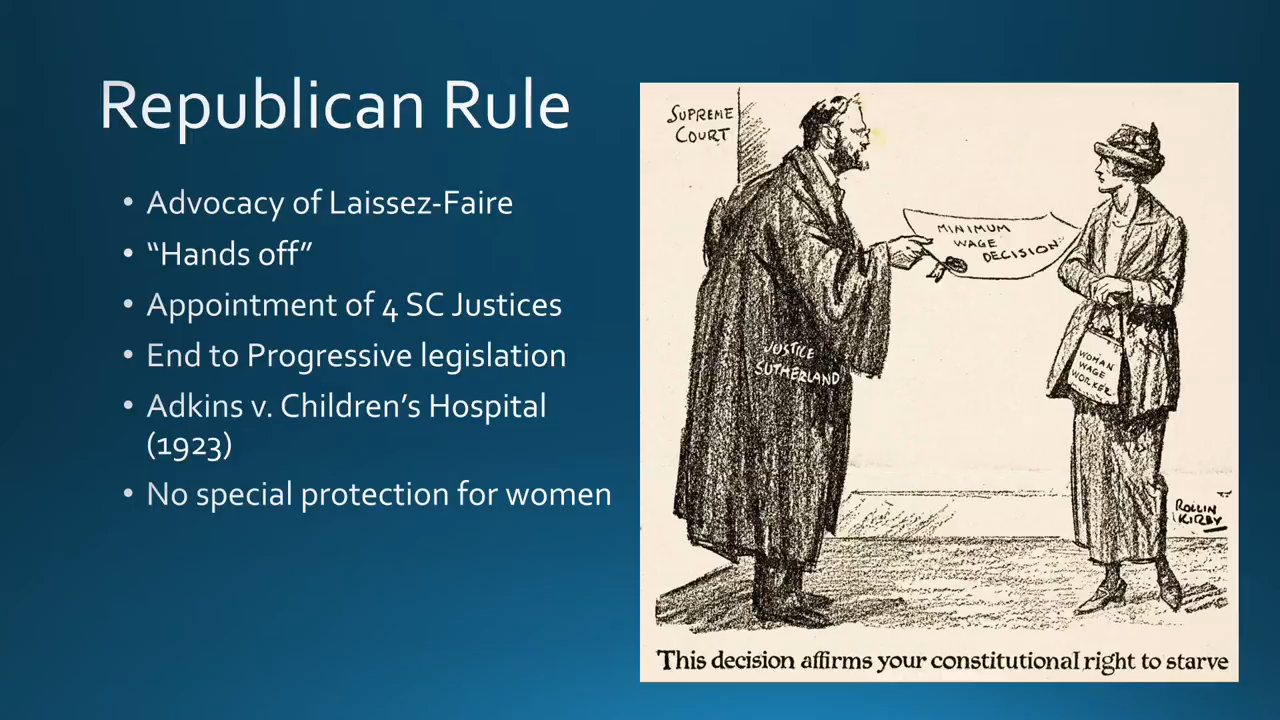 Republican Rule
• Advocacy of Laissez-Faire
• “Hands off”
• Appointment of 4 SC Justices
• End to Progressive legislation
• Adkins v. Children’s Hospital
(1923)
• No special protection for women
SUPREME
COURT
MINIMUM
WAGE
DECISION
JUSTICE
SUTHERLAND
WOMAN
WAGE
WORKER
ROLLIN
KIRBY
This decision affirms your constitutional right to starve